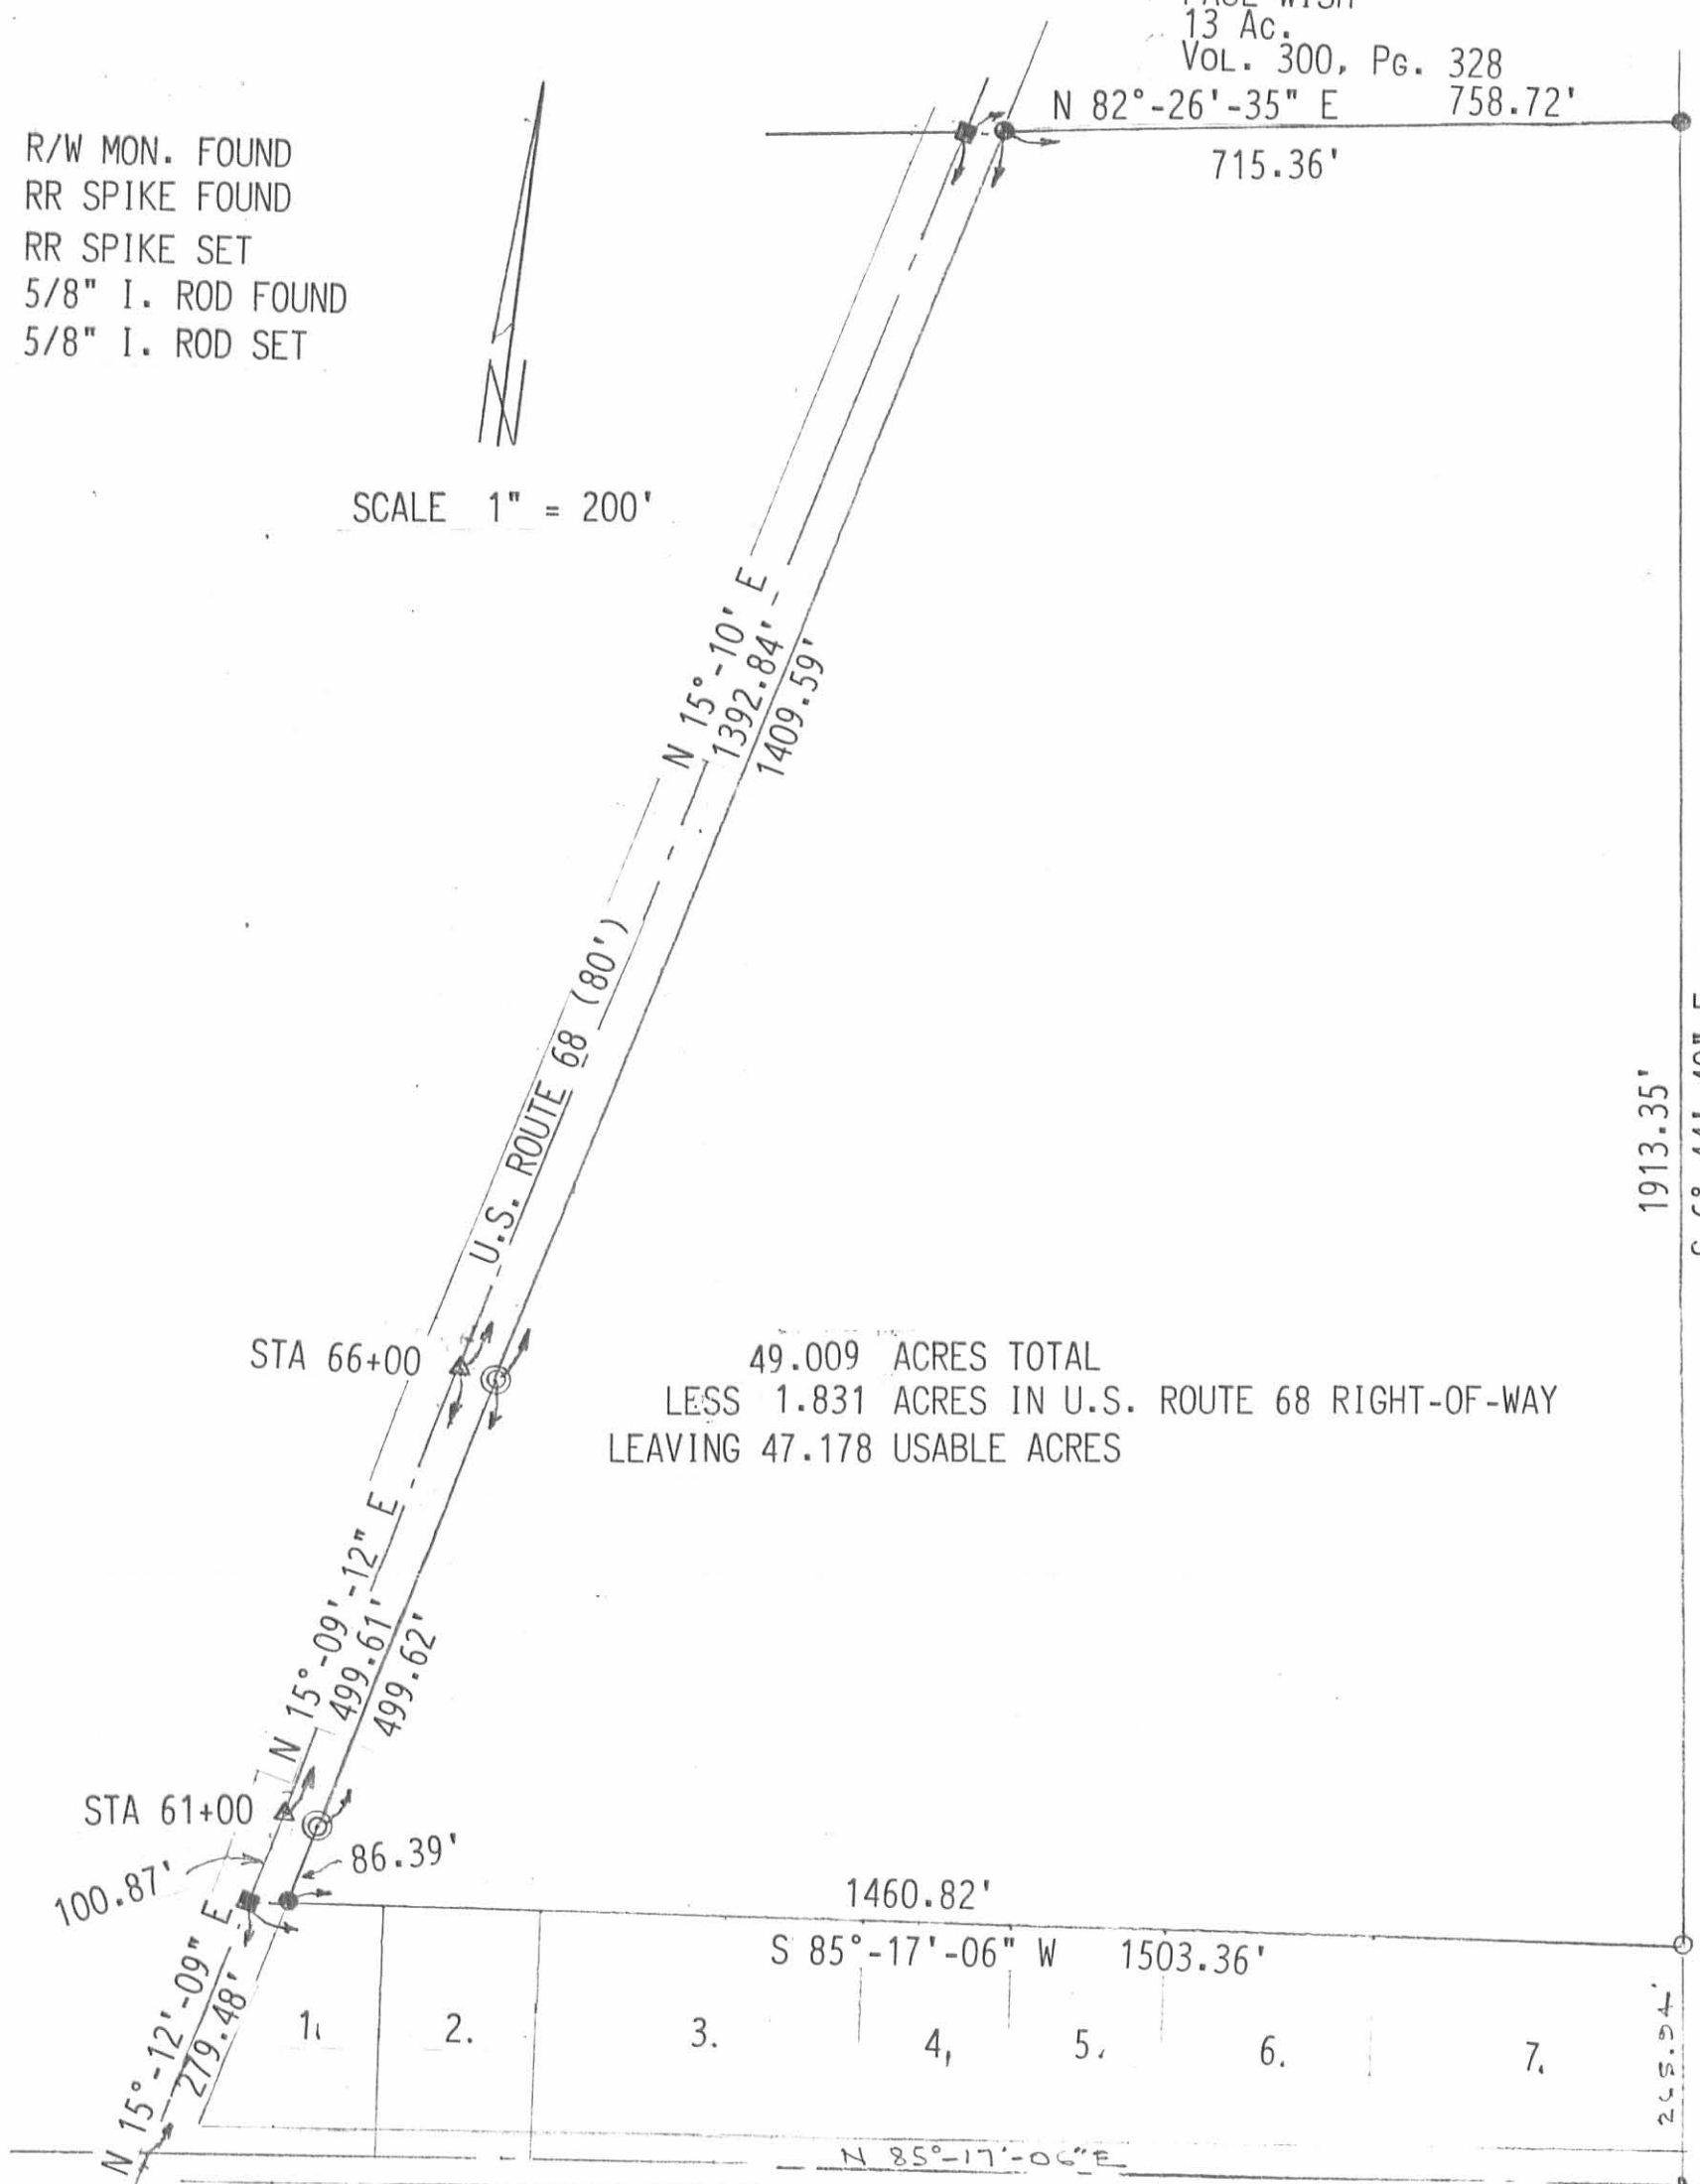 13 Ac.
VOL. 300, PG. 328
N 82°-26'-35" E 758.72'
715.36'
R/W MON. FOUND
RR SPIKE FOUND
RR SPIKE SET
5/8" I. ROD FOUND
5/8" I. ROD SET
N
SCALE 1" = 200'
N 15°-10' E
1392.84'
1409.59'
U.S. ROUTE 68 (80')
1913.35'
STA 66+00
49.009 ACRES TOTAL
LESS 1.831 ACRES IN U.S. ROUTE 68 RIGHT-OF-WAY
LEAVING 47.178 USABLE ACRES
N 15°-09'-12" E
499.61'
499.62'
STA 61+00
86.39'
100.87'
1460.82'
S 85°-17'-06" W 1503.36'
N 15°-12'-09" E
279.48'
1.
2.
3.
4,
5.
6.
7.
265.94'
N 85°-17'-06" E